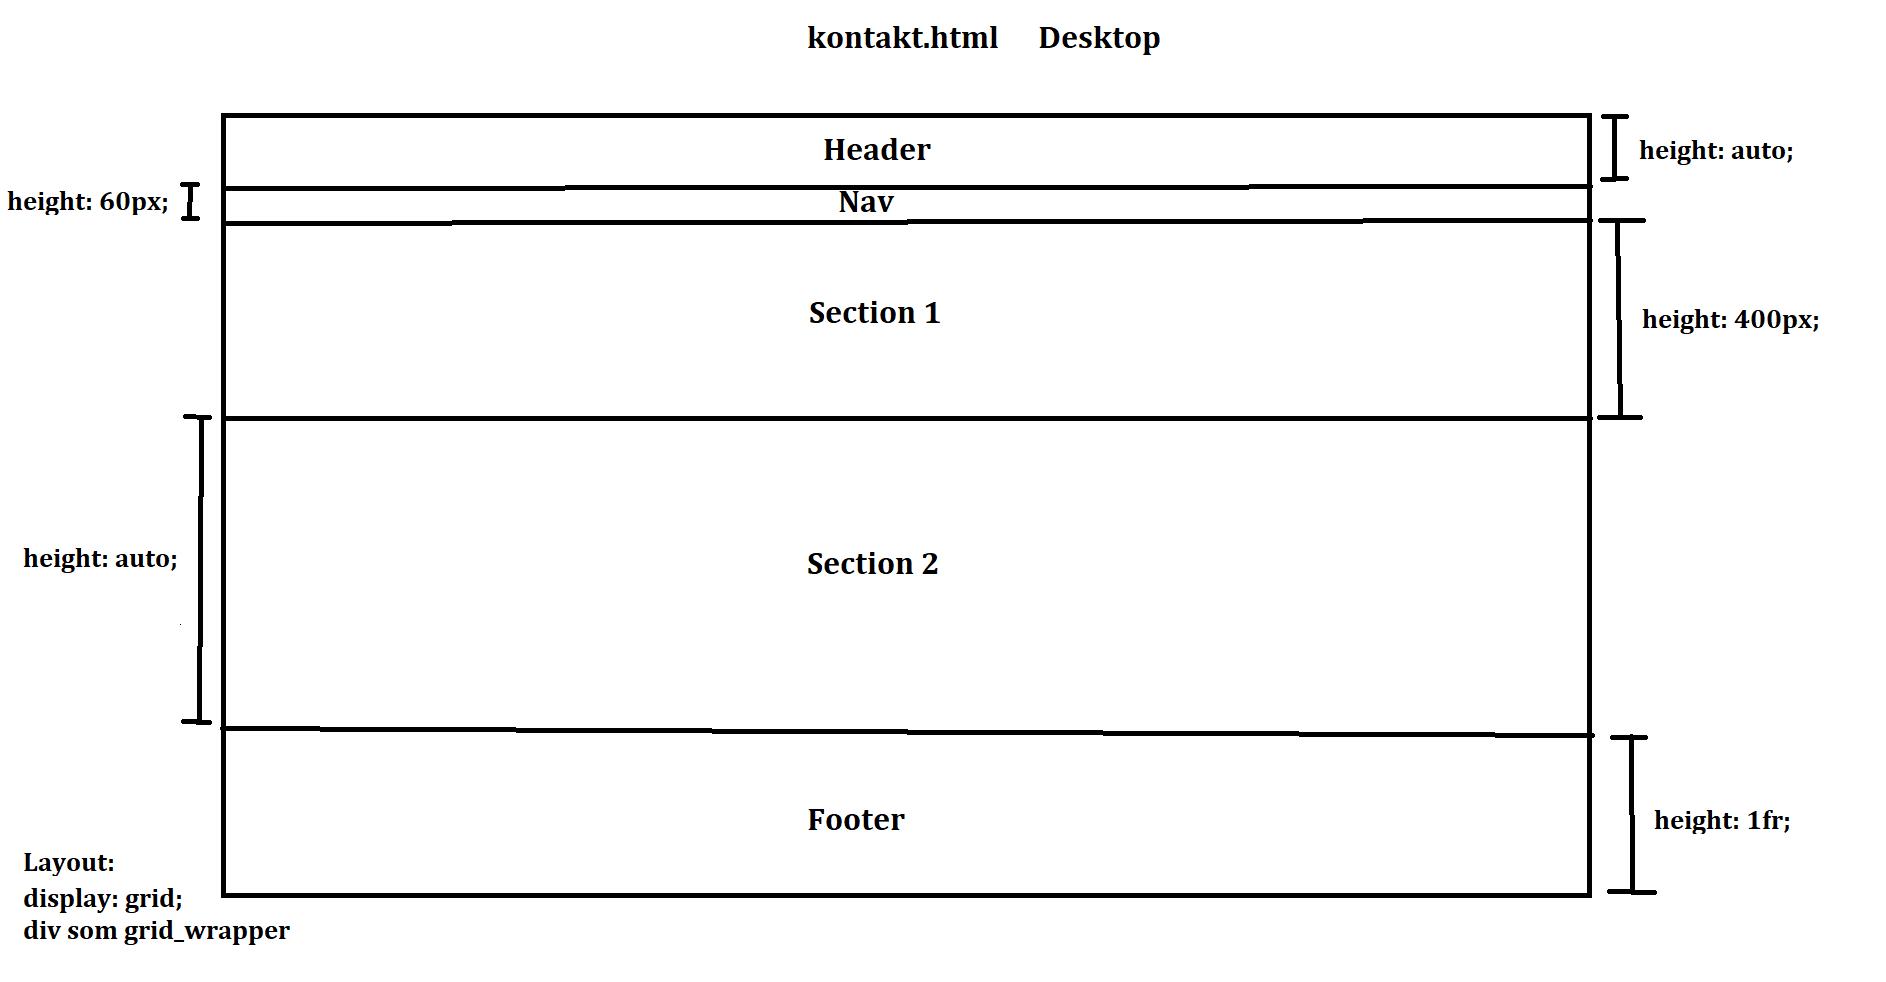 kontakt.html Desktop
Header
height: auto;
height: 60px;
Nav
Section 1
height: 400px;
height: auto;
Section 2
Footer
height: 1fr;
Layout:
display: grid;
div som grid_wrapper